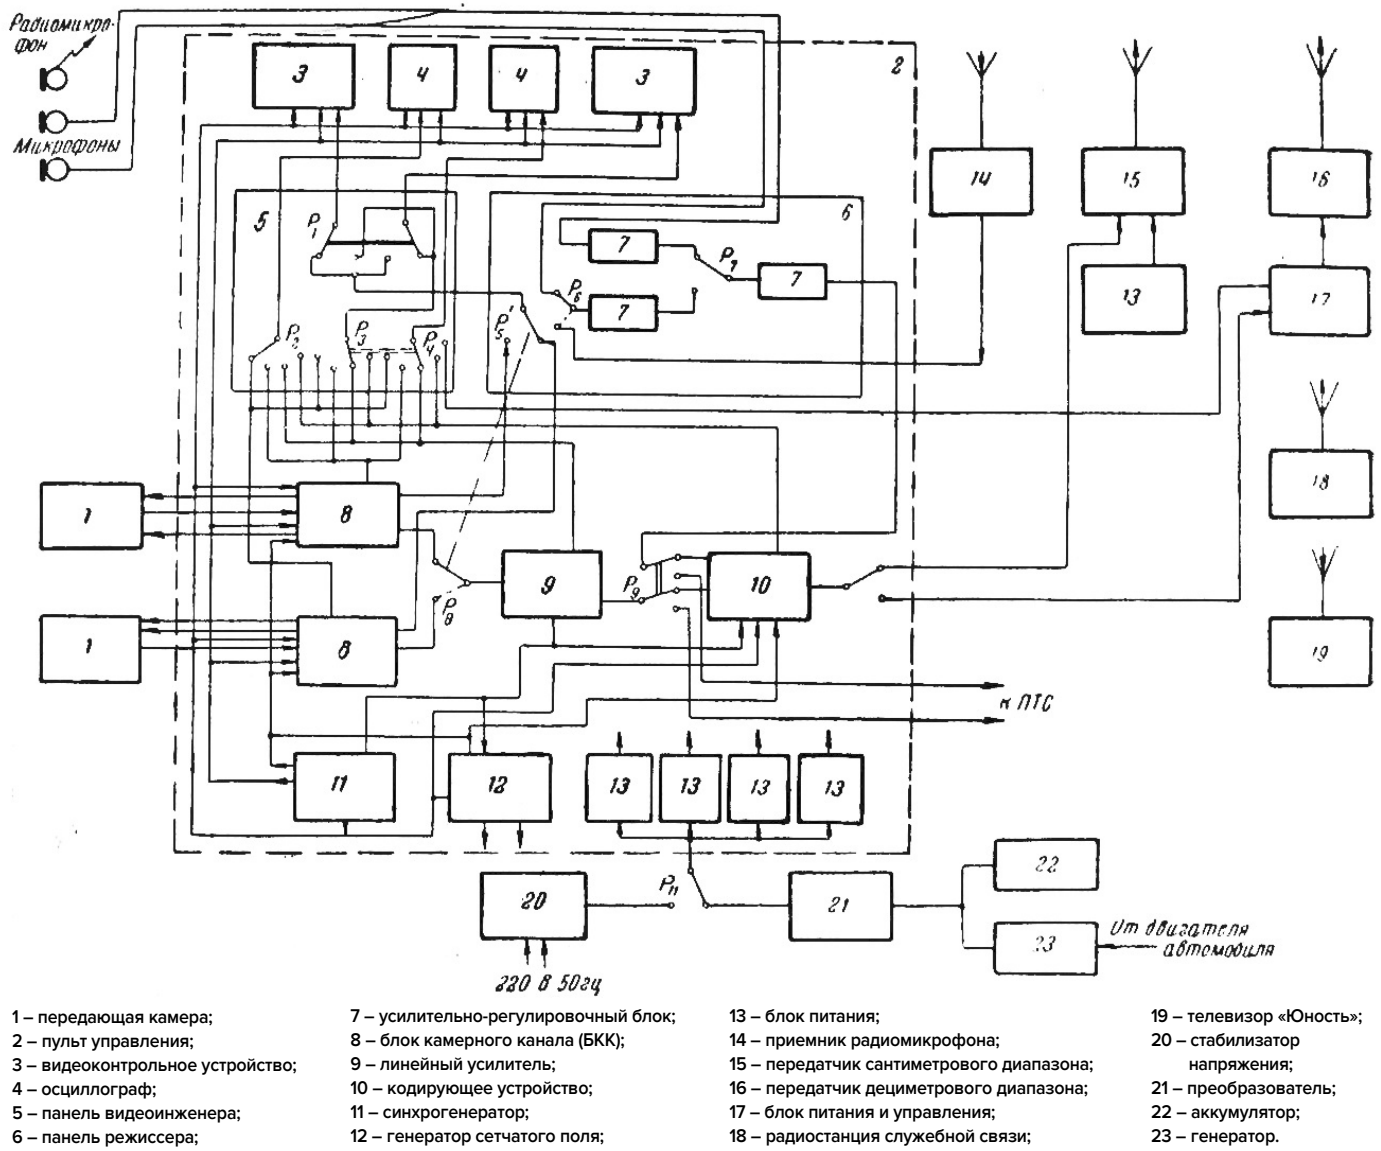 Радиомикро-
фон
Микрофоны
2
3
4
4
3
5
6
P1
P2
P3
P4
P5'
P6
7
7
P7
7
14
15
13
16
17
18
19
1
1
8
8
P8
9
P9
10
к ПТС
11
12
13
13
13
13
P11
20
21
22
23
От двигателя
автомобиля
220 в 50гц
1 – передающая камера;
2 – пульт управления;
3 – видеоконтрольное устройство;
4 – осциллограф;
5 – панель видеоинженера;
6 – панель режиссера;
7 – усилительно-регулировочный блок;
8 – блок камерного канала (БКК);
9 – линейный усилитель;
10 – кодирующее устройство;
11 – синхрогенератор;
12 – генератор сетчатого поля;
13 – блок питания;
14 – приемник радиомикрофона;
15 – передатчик сантиметрового диапазона;
16 – передатчик дециметрового диапазона;
17 – блок питания и управления;
18 – радиостанция служебной связи;
19 – телевизор «Юность»;
20 – стабилизатор
напряжения;
21 – преобразователь;
22 – аккумулятор;
23 – генератор.